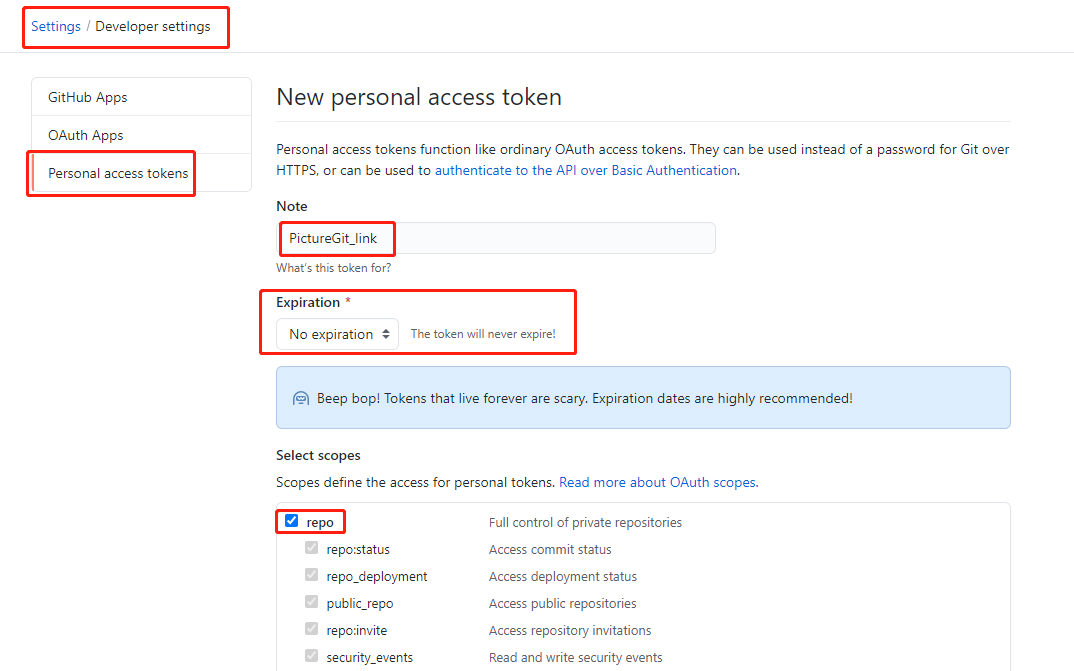 Settings / Developer settings
GitHub Apps
OAuth Apps
Personal access tokens
New personal access token
Personal access tokens function like ordinary OAuth access tokens. They can be used instead of a password for Git over
HTTPS, or can be used to authenticate to the API over Basic Authentication.
Note
PictureGit_link
What's this token for?
Expiration *
No expiration The token will never expire!
Beep bop! Tokens that live forever are scary. Expiration dates are highly recommended!
Select scopes
Scopes define the access for personal tokens. Read more about OAuth scopes.
repo Full control of private repositories
repo:status Access commit status
repo_deployment Access deployment status
public_repo Access public repositories
repo:invite Access repository invitations
security_events Read and write security events